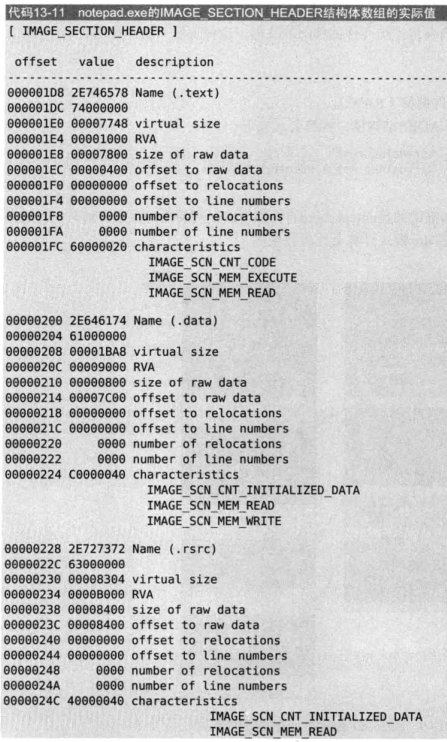 代码13-11 notepad.exe的IMAGE_SECTION_HEADER结构体数组的实际值
[ IMAGE_SECTION_HEADER ]
offset value description
--------------------------------------------------------------------------------
000001D8 2E746578 Name (.text)
000001DC 74000000
000001E0 00007748 virtual size
000001E4 00001000 RVA
000001E8 00007800 size of raw data
000001EC 00000400 offset to raw data
000001F0 00000000 offset to relocations
000001F4 00000000 offset to line numbers
000001F8 0000 number of relocations
000001FA 0000 number of line numbers
000001FC 60000020 characteristics
IMAGE_SCN_CNT_CODE
IMAGE_SCN_MEM_EXECUTE
IMAGE_SCN_MEM_READ
00000200 2E646174 Name (.data)
00000204 61000000
00000208 00001BA8 virtual size
0000020C 00009000 RVA
00000210 00000800 size of raw data
00000214 00007C00 offset to raw data
00000218 00000000 offset to relocations
0000021C 00000000 offset to line numbers
00000220 0000 number of relocations
00000222 0000 number of line numbers
00000224 C0000040 characteristics
IMAGE_SCN_CNT_INITIALIZED_DATA
IMAGE_SCN_MEM_READ
IMAGE_SCN_MEM_WRITE
00000228 2E727372 Name (.rsrc)
0000022C 63000000
00000230 00008304 virtual size
00000234 0000B000 RVA
00000238 00008400 size of raw data
0000023C 00008400 offset to raw data
00000240 00000000 offset to relocations
00000244 00000000 offset to line numbers
00000248 0000 number of relocations
0000024A 0000 number of line numbers
0000024C 40000040 characteristics
IMAGE_SCN_CNT_INITIALIZED_DATA
IMAGE_SCN_MEM_READ